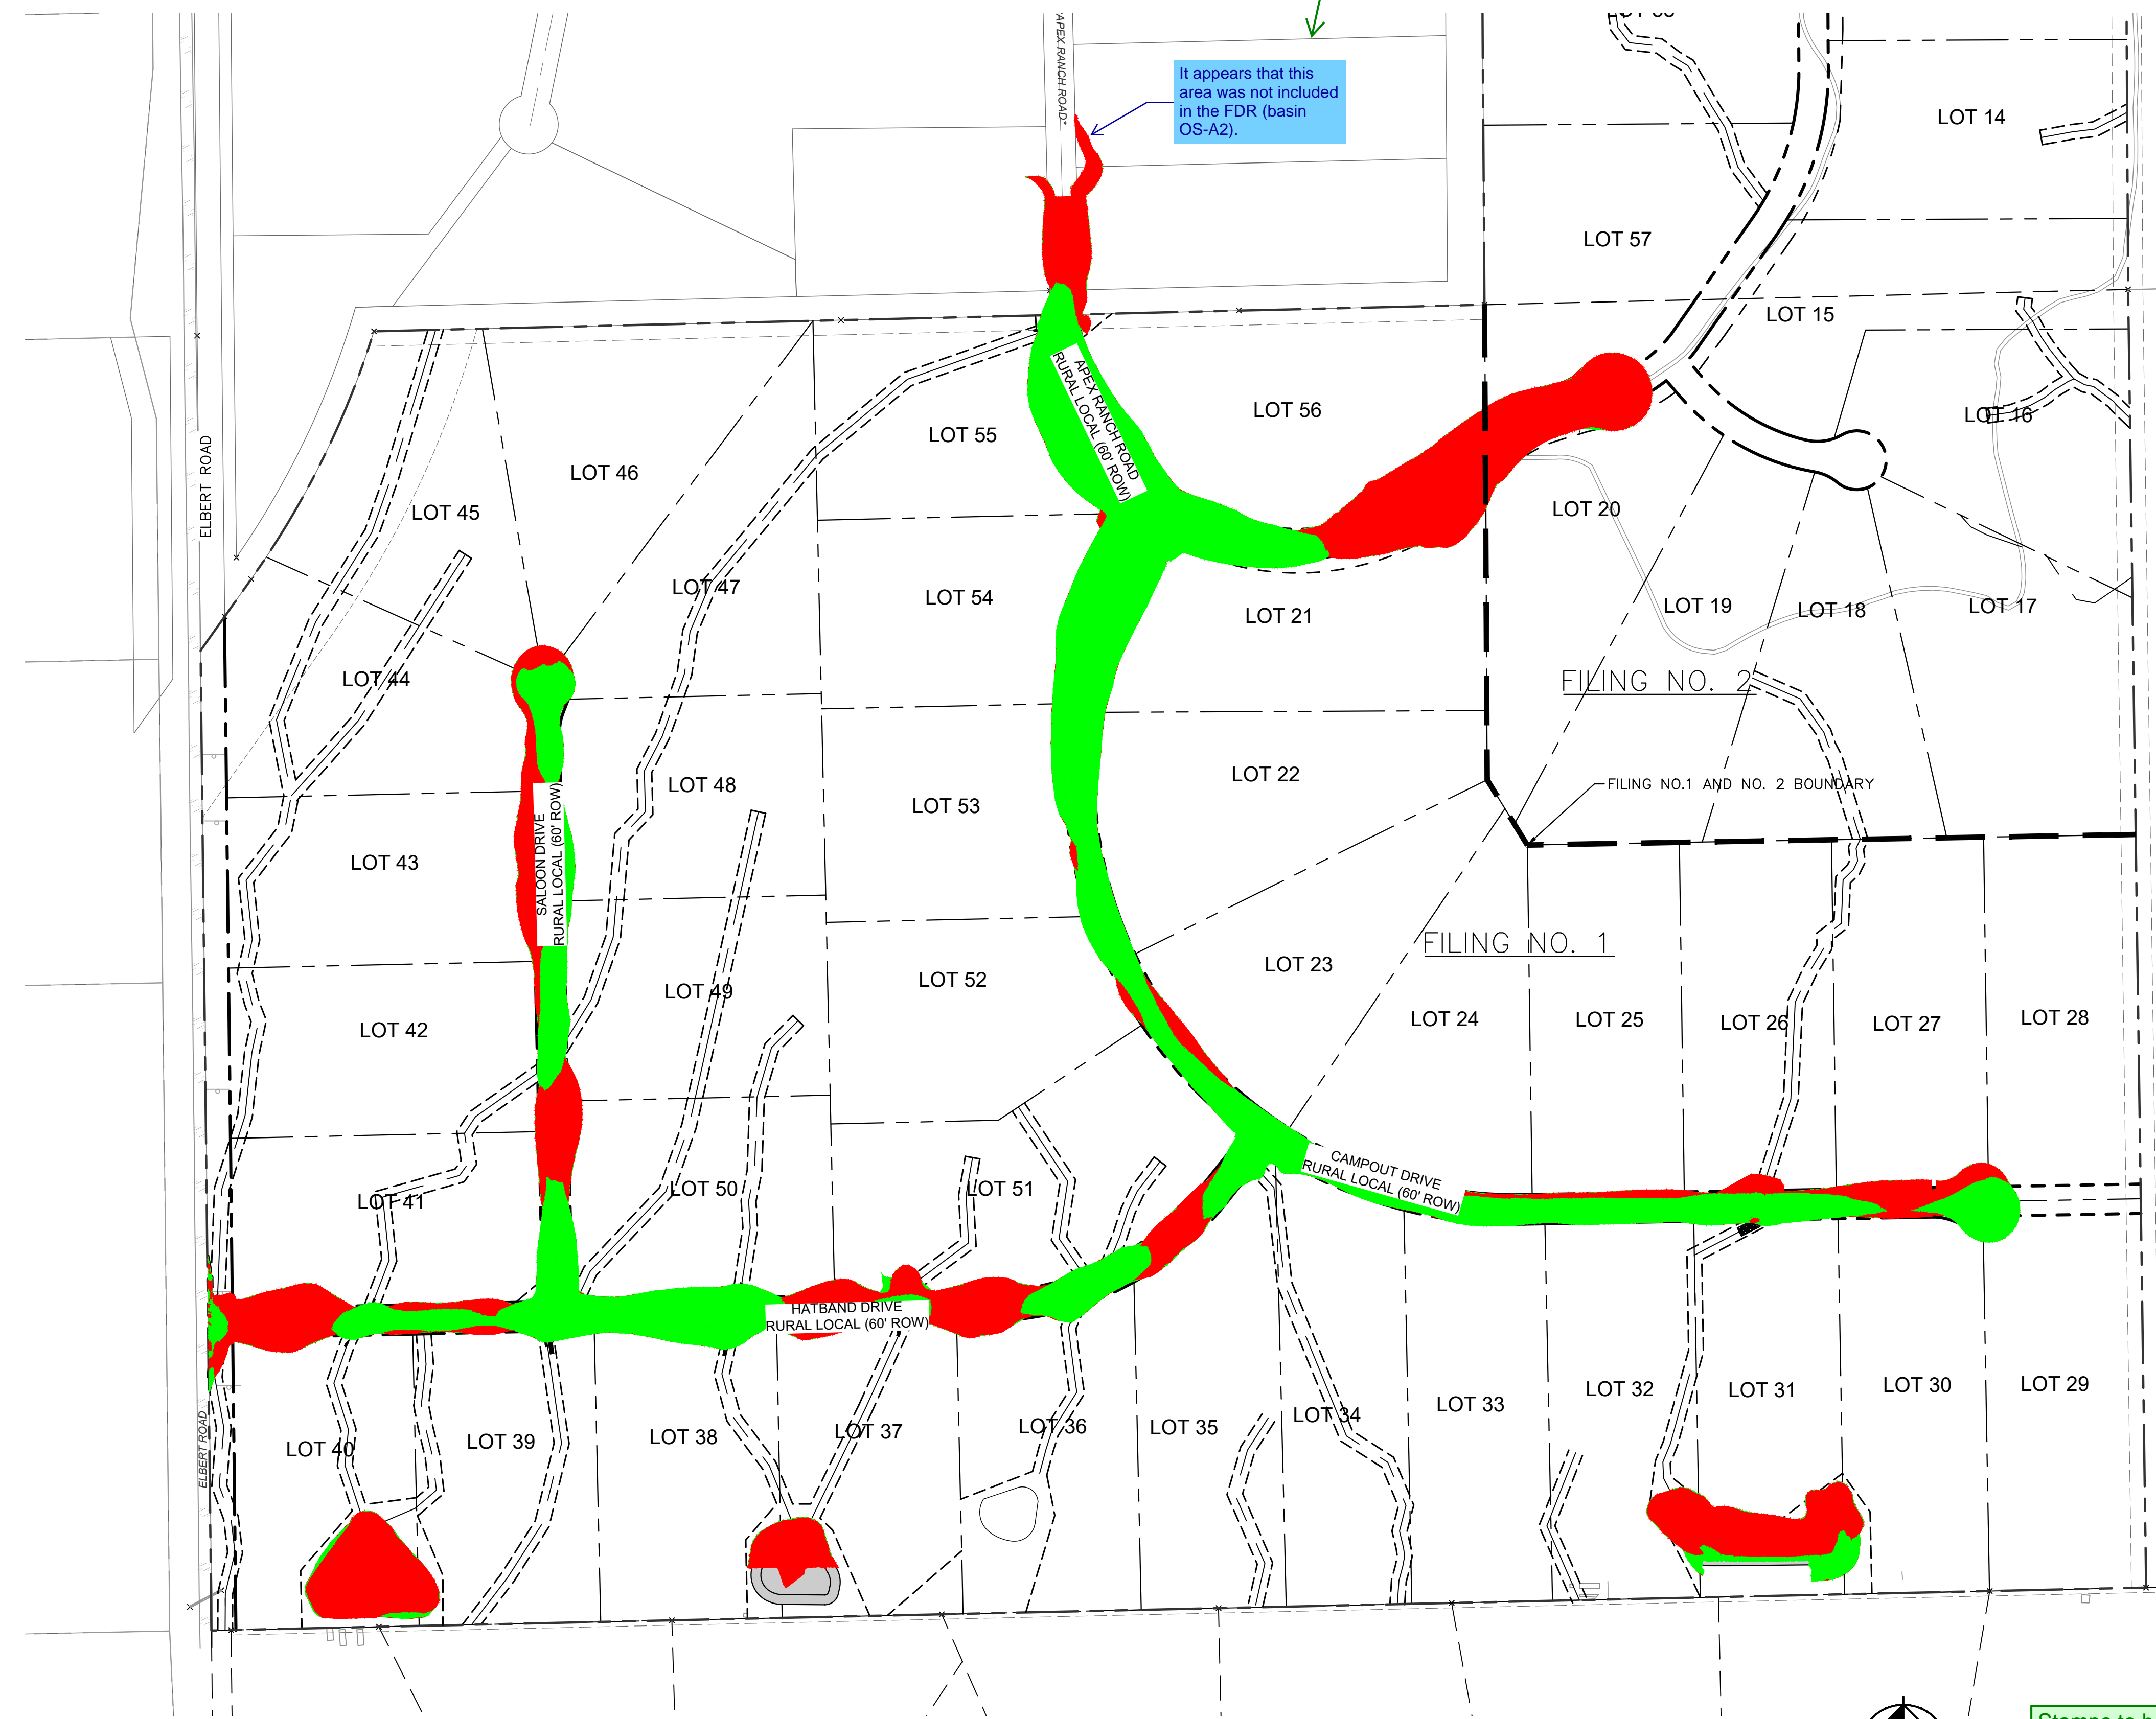 "APEX RANCH ROAD"
It appears that this
area was not included
in the FDR (basin
OS-A2).
LOT 14
LOT 57
LOT 15
LOT 56
LOT 16
APEX RANCH ROAD
RURAL LOCAL (60' ROW)
LOT 55
ELBERT ROAD
LOT 46
LOT 45
LOT 20
LOT 47
LOT 54
LOT 21
LOT 19
LOT 18
LOT 17
LOT 44
FILING NO. 2
LOT 48
LOT 53
LOT 22
FILING NO.1 AND NO. 2 BOUNDARY
LOT 43
SALOON DRIVE
RURAL LOCAL (60' ROW)
FILING NO. 1
LOT 52
LOT 23
LOT 49
LOT 42
LOT 24
LOT 25
LOT 26
LOT 27
LOT 28
LOT 41
LOT 50
LOT 51
CAMPOUT DRIVE
RURAL LOCAL (60' ROW)
HATBAND DRIVE
RURAL LOCAL (60' ROW)
ELBERT ROAD
LOT 40
LOT 39
LOT 38
LOT 37
LOT 36
LOT 35
LOT 34
LOT 33
LOT 32
LOT 31
LOT 30
LOT 29